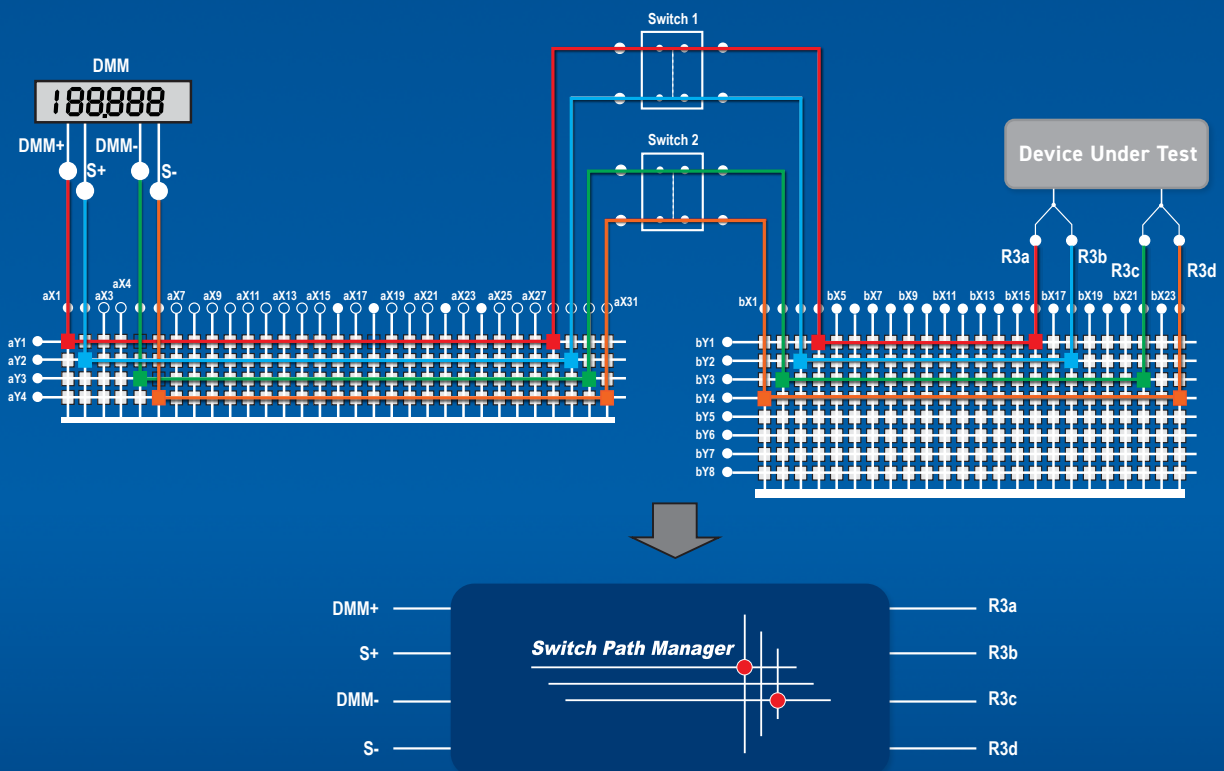 Switch 1
DMM
188.888
DMM+
DMM-
S+
S-
Switch 2
Device Under Test
R3a
R3b
R3c
R3d
aX1
aX3
aX4
aX7
aX9
aX11
aX13
aX15
aX17
aX19
aX21
aX23
aX25
aX27
aX31
aY1
aY2
aY3
aY4
bX1
bX5
bX7
bX9
bX11
bX13
bX15
bX17
bX19
bX21
bX23
bY1
bY2
bY3
bY4
bY5
bY6
bY7
bY8
Switch Path Manager
DMM+
S+
DMM-
S-
R3a
R3b
R3c
R3d